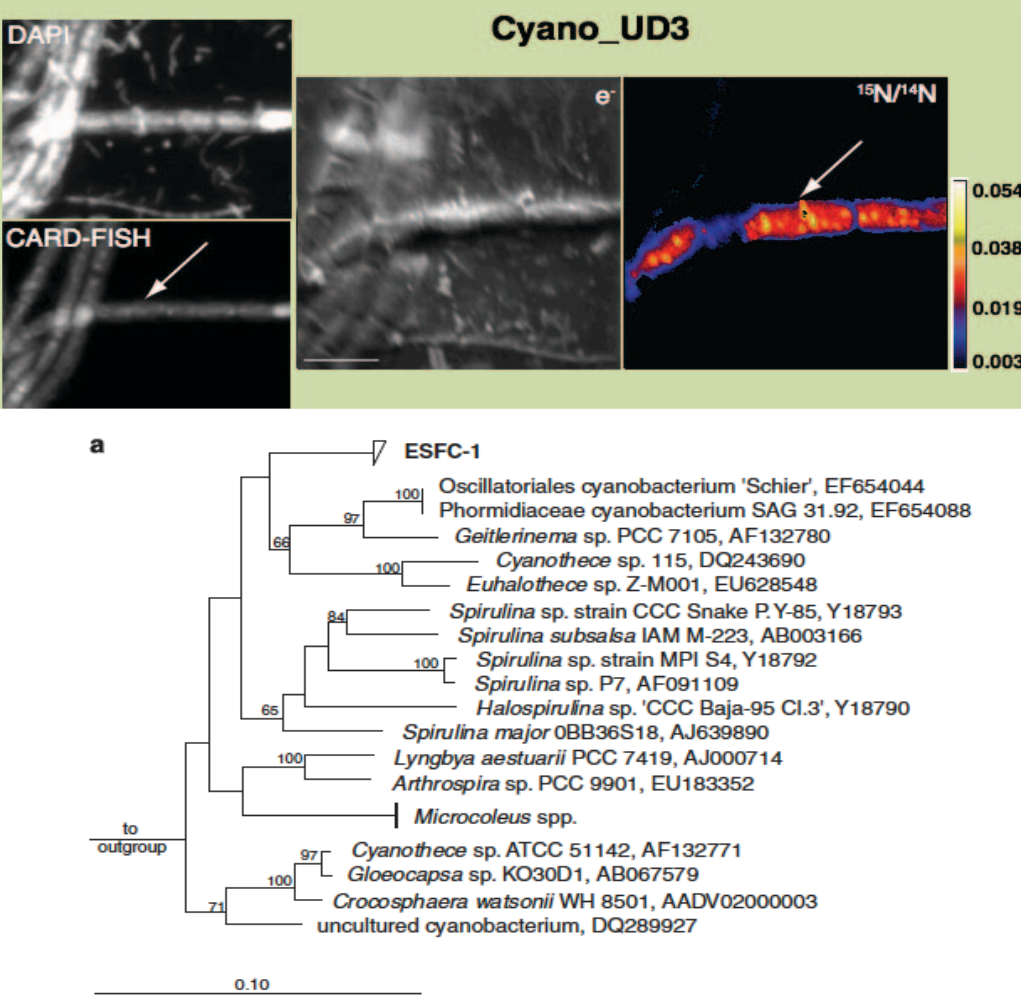 Cyano_UD3
DAPI
CARD-FISH
e-
15N/14N
0.054
0.038
0.019
0.003
a
ESFC-1
100
Oscillatoriales cyanobacterium 'Schier', EF654044
Phormidiaceae cyanobacterium SAG 31.92, EF654088
97
Geitlerinema sp. PCC 7105, AF132780
66
Cyanothece sp. 115, DQ243690
100
Euhalothece sp. Z-M001, EU628548
Spirulina sp. strain CCC Snake P. Y-85, Y18793
84
Spirulina subsalsa IAM M-223, AB003166
Spirulina sp. strain MPI S4, Y18792
100
Spirulina sp. P7, AF091109
Halospirulina sp. 'CCC Baja-95 Cl.3', Y18790
65
Spirulina major 0BB36S18, AJ639890
Lyngbya aestuarii PCC 7419, AJ000714
100
Arthrospira sp. PCC 9901, EU183352
Microcoleus spp.
to
outgroup
Cyanothece sp. ATCC 51142, AF132771
97
Gloeocapsa sp. KO30D1, AB067579
100
Crocosphaera watsonii WH 8501, AADV02000003
71
uncultured cyanobacterium, DQ289927
0.10